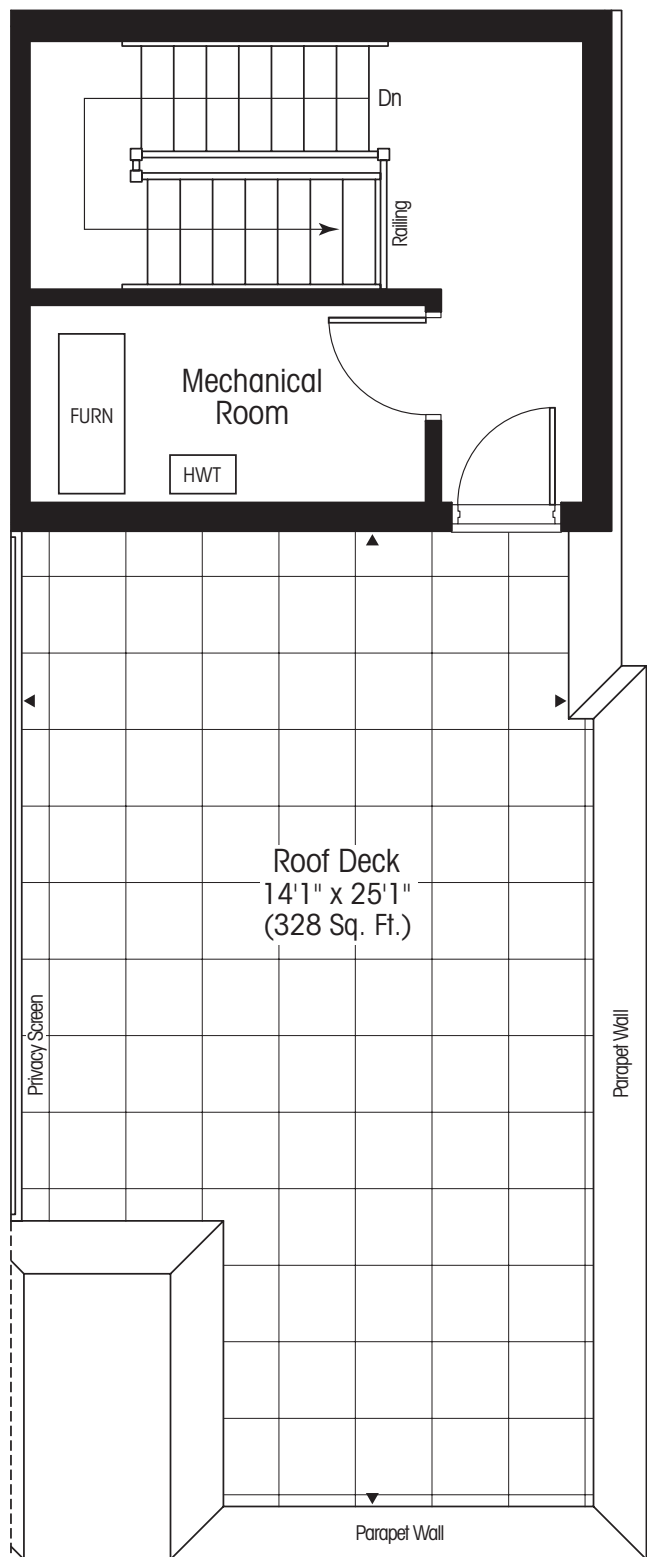 Dn
Railing
Mechanical
Room
FURN
HWT
Roof Deck
14'1" x 25'1"
(328 Sq. Ft.)
Privacy Screen
Parapet Wall
Parapet Wall